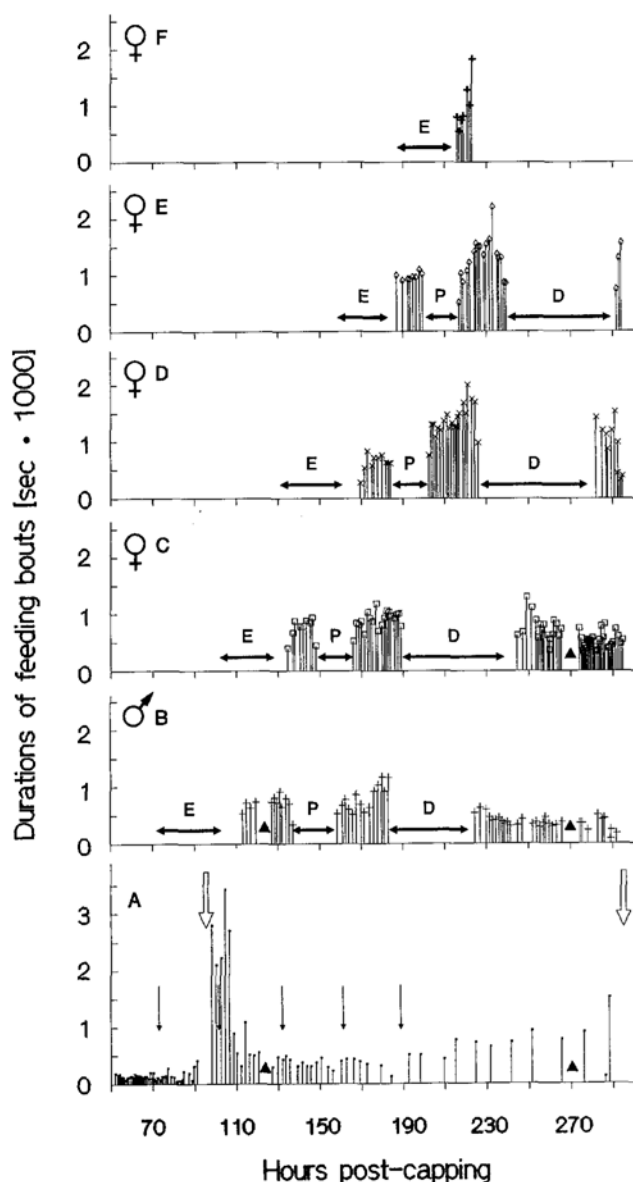 ♀ F
2
1
0
E
♀ E
2
1
0
E P D
♀ D
2
1
0
E P D
♀ C
2
1
0
E P D
♂ B
2
1
0
E P D
A
3
2
1
0
70 110 150 190 230 270
Hours post-capping
Durations of feeding bouts [sec • 1000]